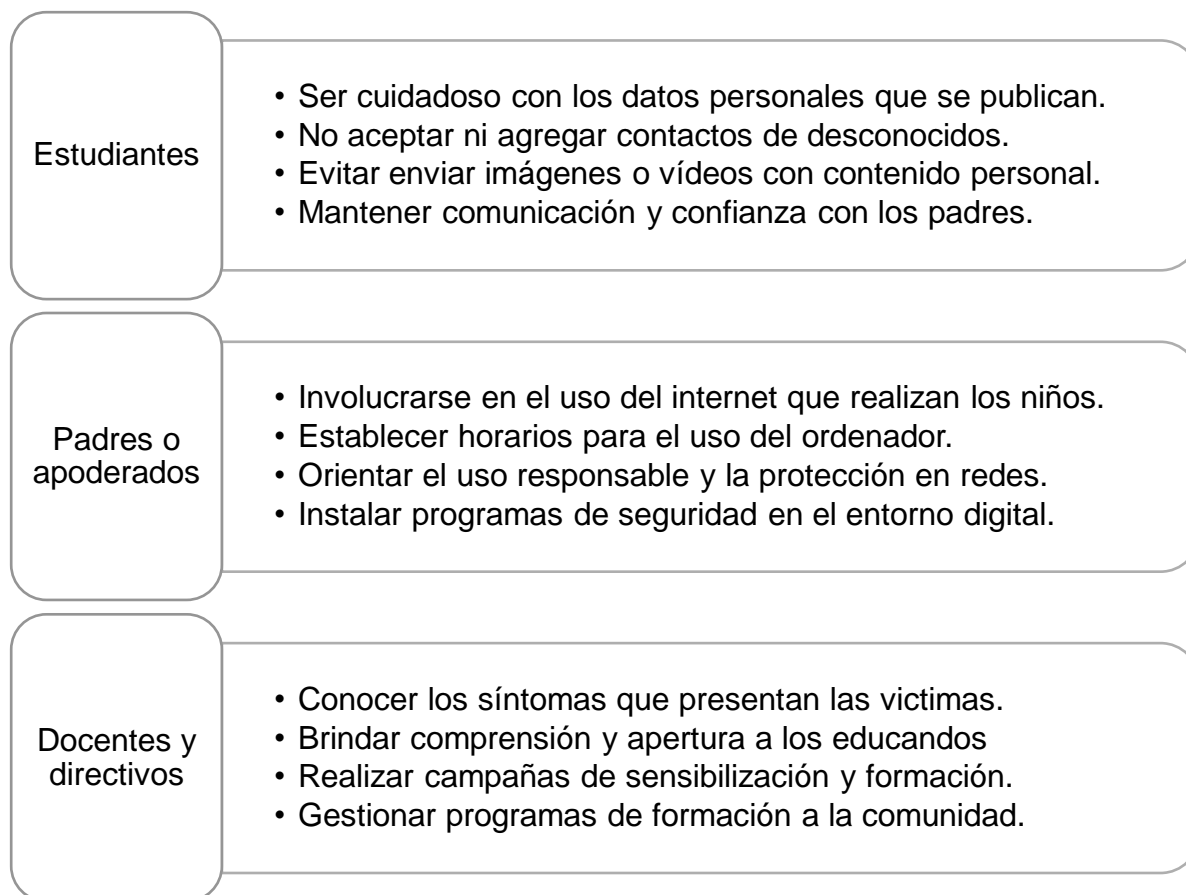 Estudiantes
• Ser cuidadoso con los datos personales que se publican.
• No aceptar ni agregar contactos de desconocidos.
• Evitar enviar imágenes o vídeos con contenido personal.
• Mantener comunicación y confianza con los padres.
Padres o
apoderados
• Involucrarse en el uso del internet que realizan los niños.
• Establecer horarios para el uso del ordenador.
• Orientar el uso responsable y la protección en redes.
• Instalar programas de seguridad en el entorno digital.
Docentes y
directivos
• Conocer los síntomas que presentan las victimas.
• Brindar comprensión y apertura a los educandos
• Realizar campañas de sensibilización y formación.
• Gestionar programas de formación a la comunidad.